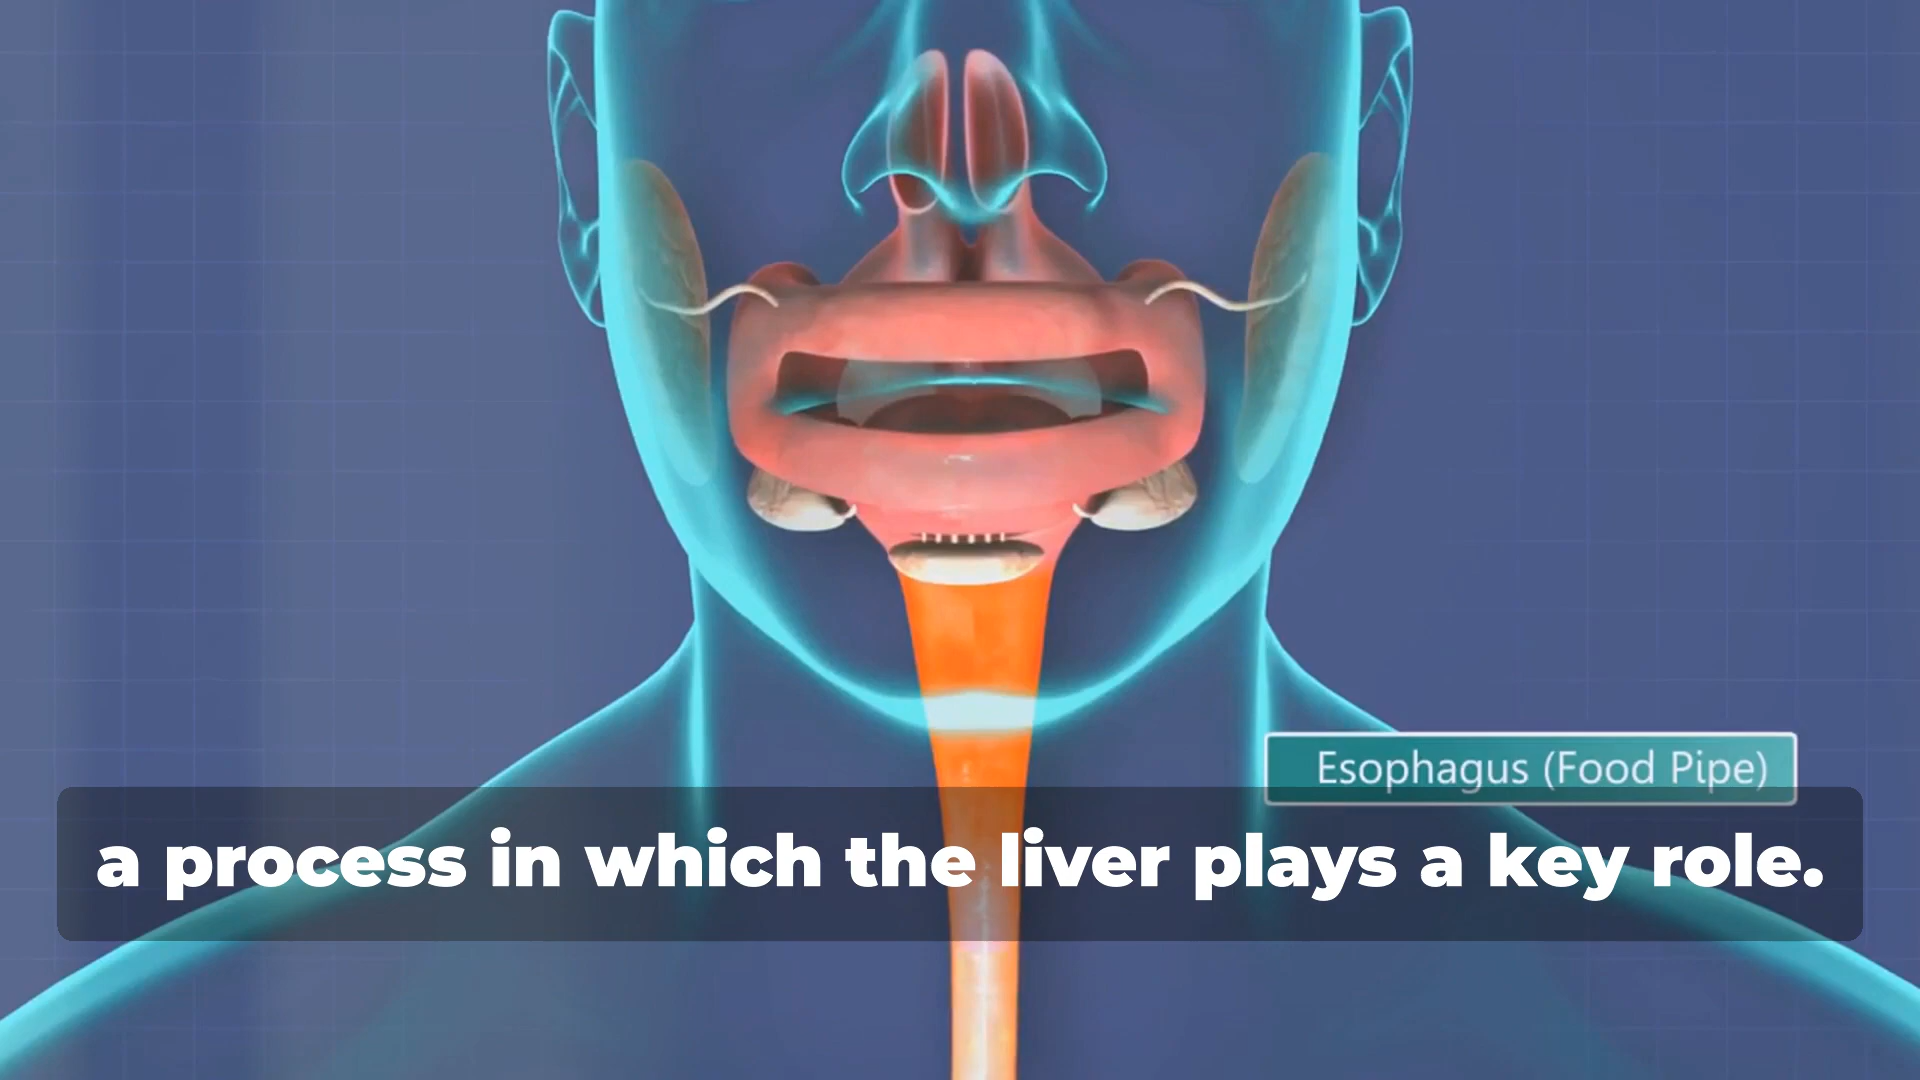 Esophagus (Food Pipe)
a process in which the liver plays a key role.